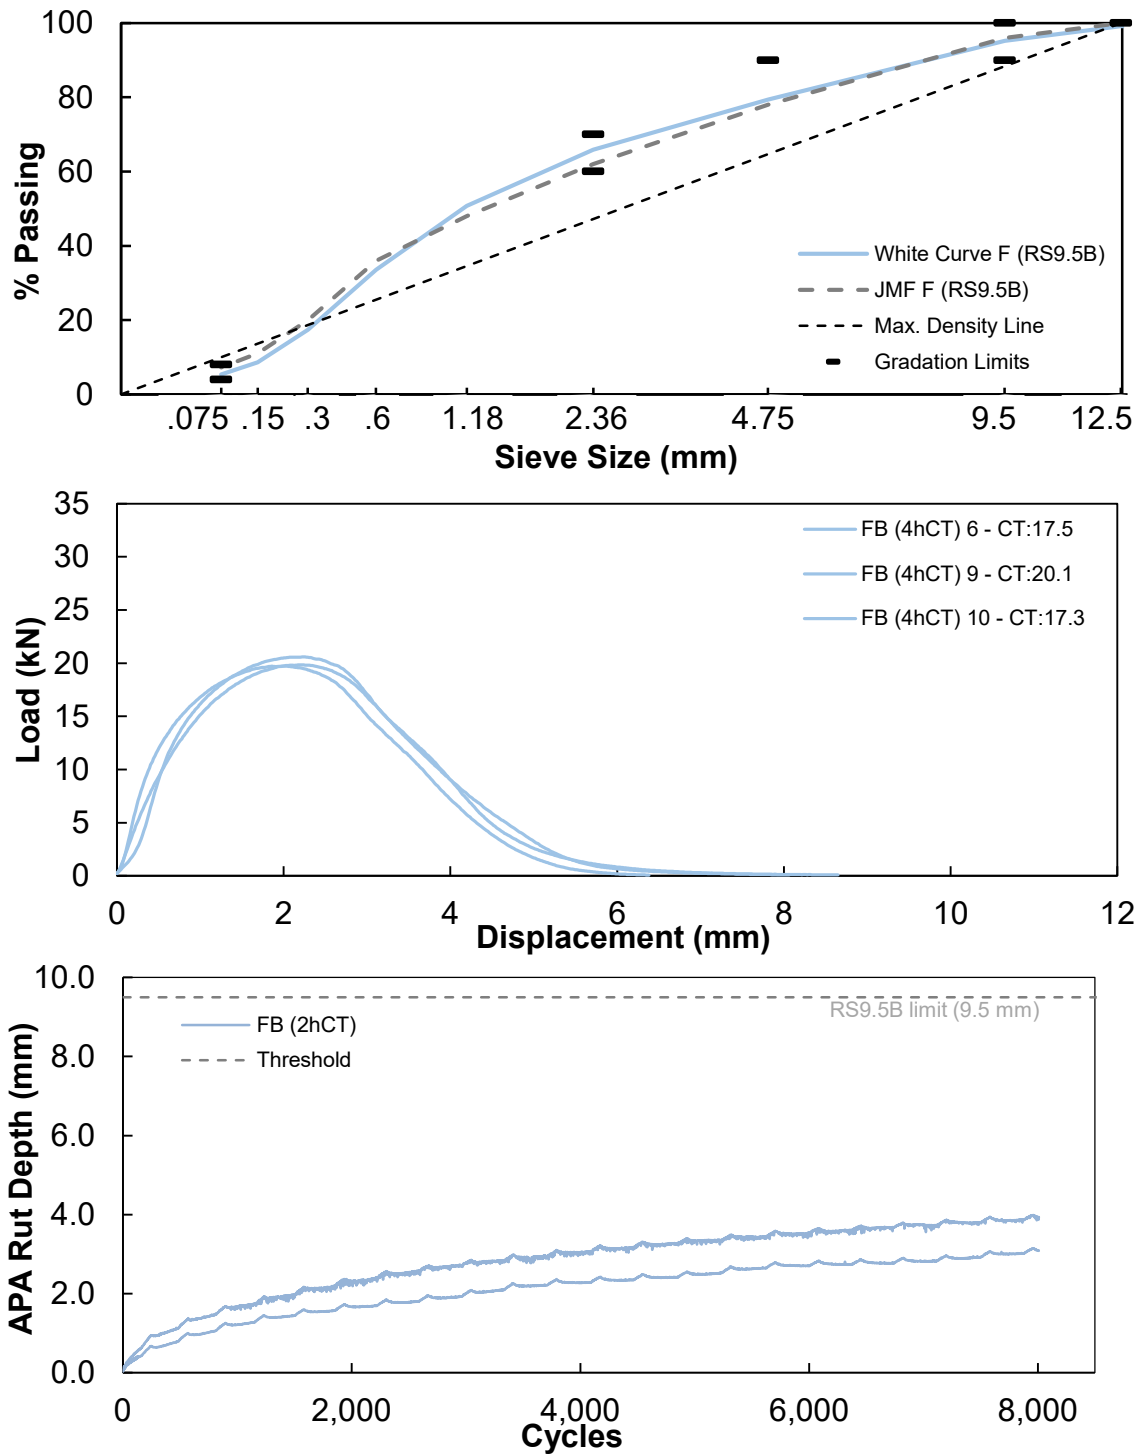 100
80
60
40
20
0
% Passing
White Curve F (RS9.5B)
JMF F (RS9.5B)
Max. Density Line
Gradation Limits
.075 .15 .3 .6 1.18 2.36 4.75 9.5 12.5
Sieve Size (mm)
35
30
25
20
15
10
5
0
Load (kN)
FB (4hCT) 6 - CT:17.5
FB (4hCT) 9 - CT:20.1
FB (4hCT) 10 - CT:17.3
0 2 4 6 8 10 12
Displacement (mm)
10.0
8.0
6.0
4.0
2.0
0.0
APA Rut Depth (mm)
RS9.5B limit (9.5 mm)
FB (2hCT)
Threshold
0 2,000 4,000 6,000 8,000
Cycles